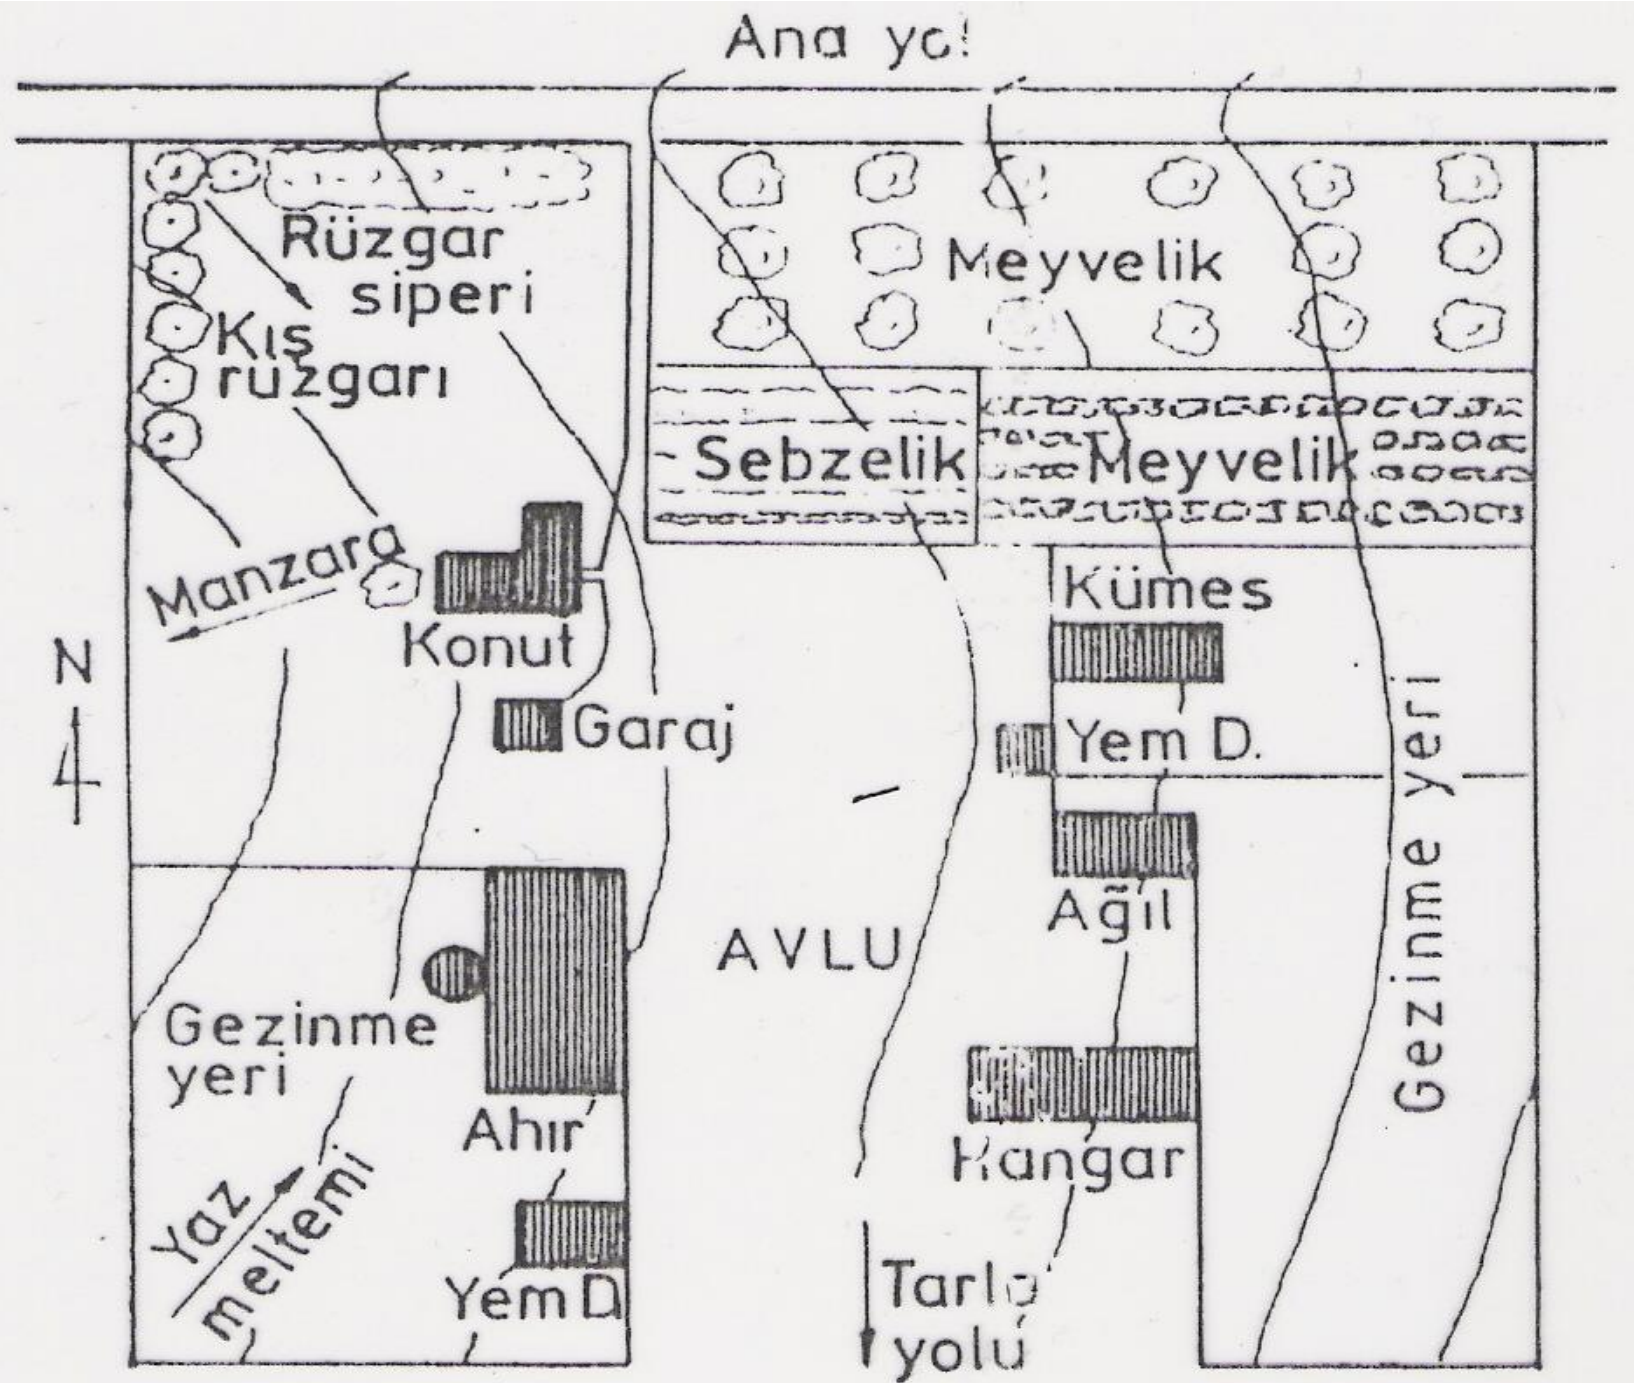 Ana yol
Rüzgar
siperi
Kış
rüzgarı
Meyvelik
Sebzelik
Meyvelik
Manzara
Konut
Kümes
N
Garaj
Yem D.
Gezinme yeri
Ağıl
AVLU
Gezinme
yeri
Ahır
Hangar
Yaz
meltemi
Yem D
Tarla
yolu